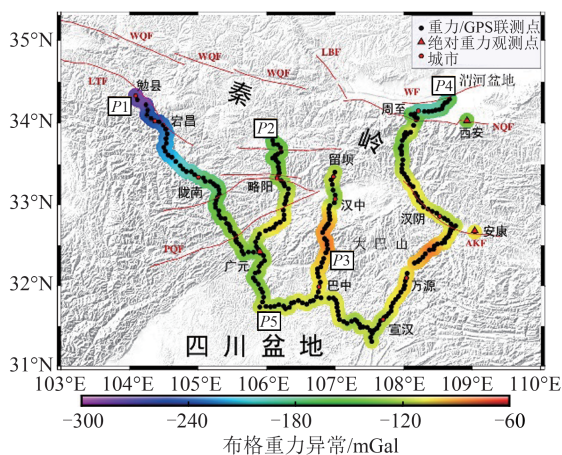 35°N
34°N
33°N
32°N
31°N
103°E
104°E
105°E
106°E
107°E
108°E
109°E
110°E
重力/GPS联测点
绝对重力观测点
城市
WQF
WQF
WQF
LBF
LTF
勉县
P1
宕昌
秦
岭
P2
P4
渭河盆地
WF
周至
西安
NQF
留坝
陇南
略阳
汉中
汉阴
安康
AKF
大巴山
PQF
广元
P3
巴中
万源
P5
宣汉
四川盆地
−300
−240
−180
−120
−60
布格重力异常/mGal